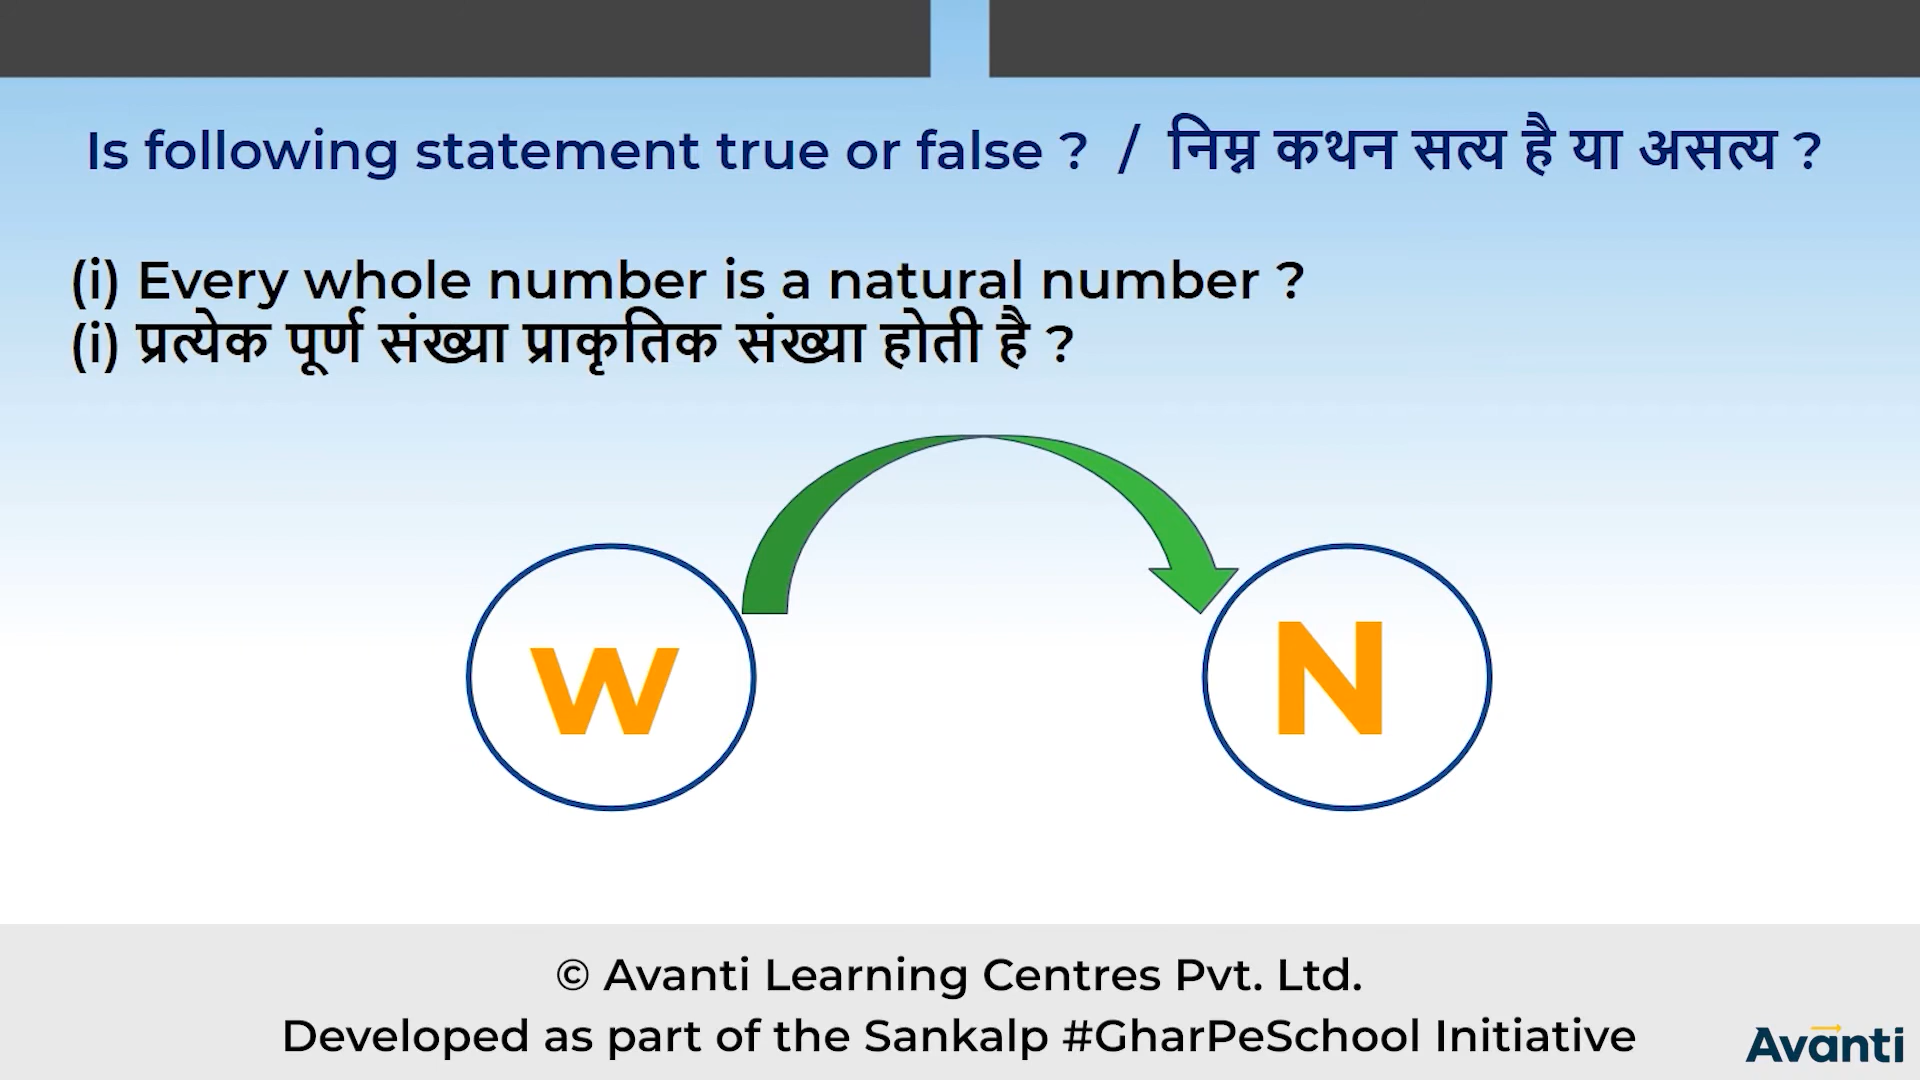 Is following statement true or false ? / निम्न कथन सत्य है या असत्य ?
(i) Every whole number is a natural number ?
(i) प्रत्येक पूर्ण संख्या प्राकृतिक संख्या होती है ?
W N
© Avanti Learning Centres Pvt. Ltd.
Developed as part of the Sankalp #GharPeSchool Initiative
Avanti